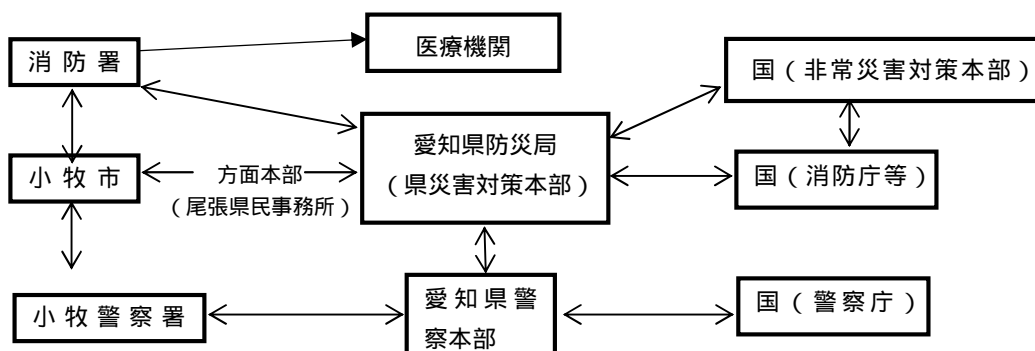 消防署
医療機関
国（非常災害対策本部）
愛知県防災局
（県災害対策本部）
小牧市
方面本部
（尾張県民事務所）
国（消防庁等）
小牧警察署
愛知県警
察本部
国（警察庁）